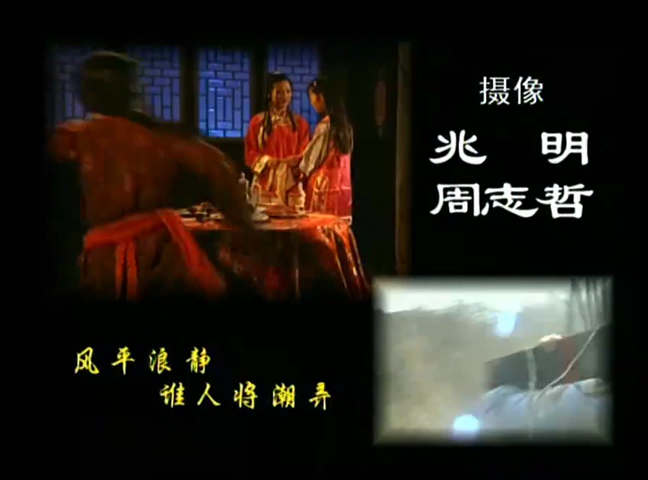 摄像
兆 明
周志哲
风平浪静
谁人将潮弄